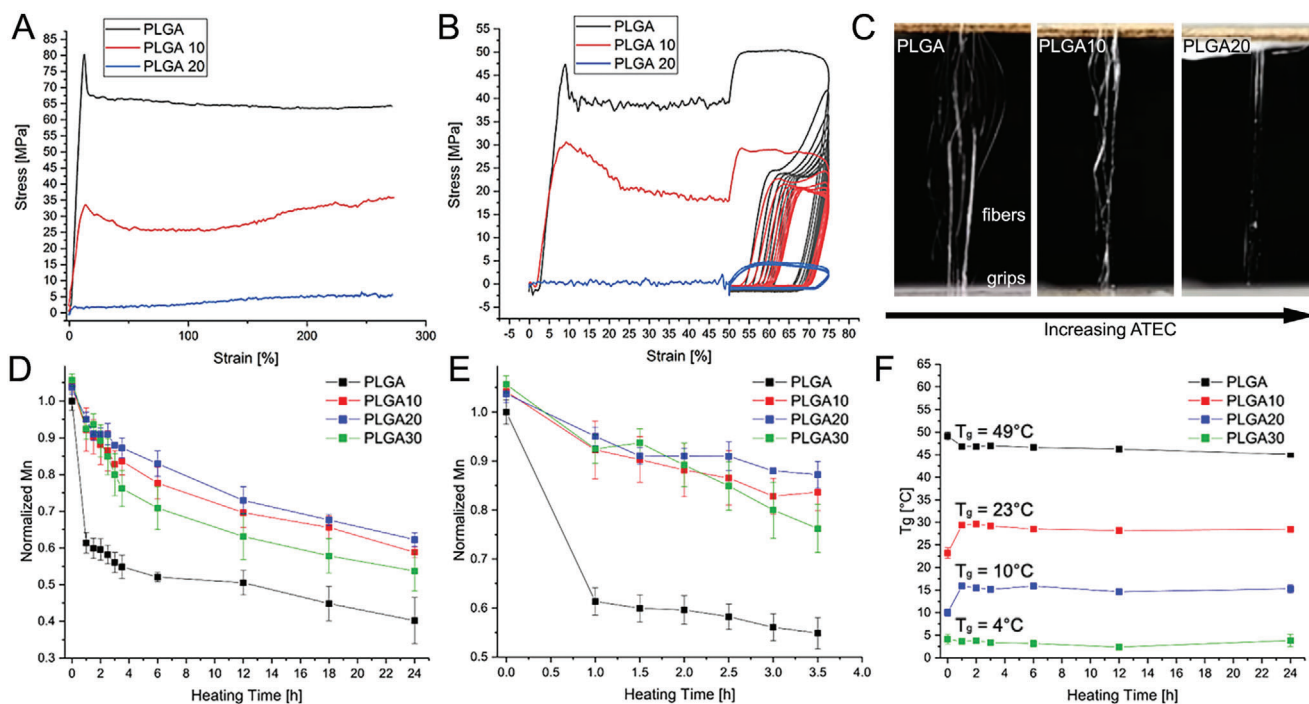 A
PLGA
PLGA 10
PLGA 20
85
80
75
70
65
60
55
50
45
40
35
30
25
20
15
10
5
0
Stress [MPa]
0 100 200 300
Strain [%]
B
PLGA
PLGA 10
PLGA 20
55
50
45
40
35
30
25
20
15
10
5
0
-5
Stress [MPa]
-5 0 5 10 15 20 25 30 35 40 45 50 55 60 65 70 75 80
Strain [%]
C
PLGA PLGA10 PLGA20
fibers
grips
Increasing ATEC
D
PLGA
PLGA10
PLGA20
PLGA30
1.0
0.9
0.8
0.7
0.6
0.5
0.4
0.3
Normalized Mn
0 2 4 6 8 10 12 14 16 18 20 22 24
Heating Time [h]
E
PLGA
PLGA10
PLGA20
PLGA30
1.0
0.9
0.8
0.7
0.6
0.5
Normalized Mn
0.0 0.5 1.0 1.5 2.0 2.5 3.0 3.5
Heating Time [h]
F
PLGA
PLGA10
PLGA20
PLGA30
65
60
55
50
45
40
35
30
25
20
15
10
5
0
Tg [°C]
Tg = 49°C
Tg = 23°C
Tg = 10°C
Tg = 4°C
0 2 4 6 8 10 12 14 16 18 20 22 24
Heating Time [h]